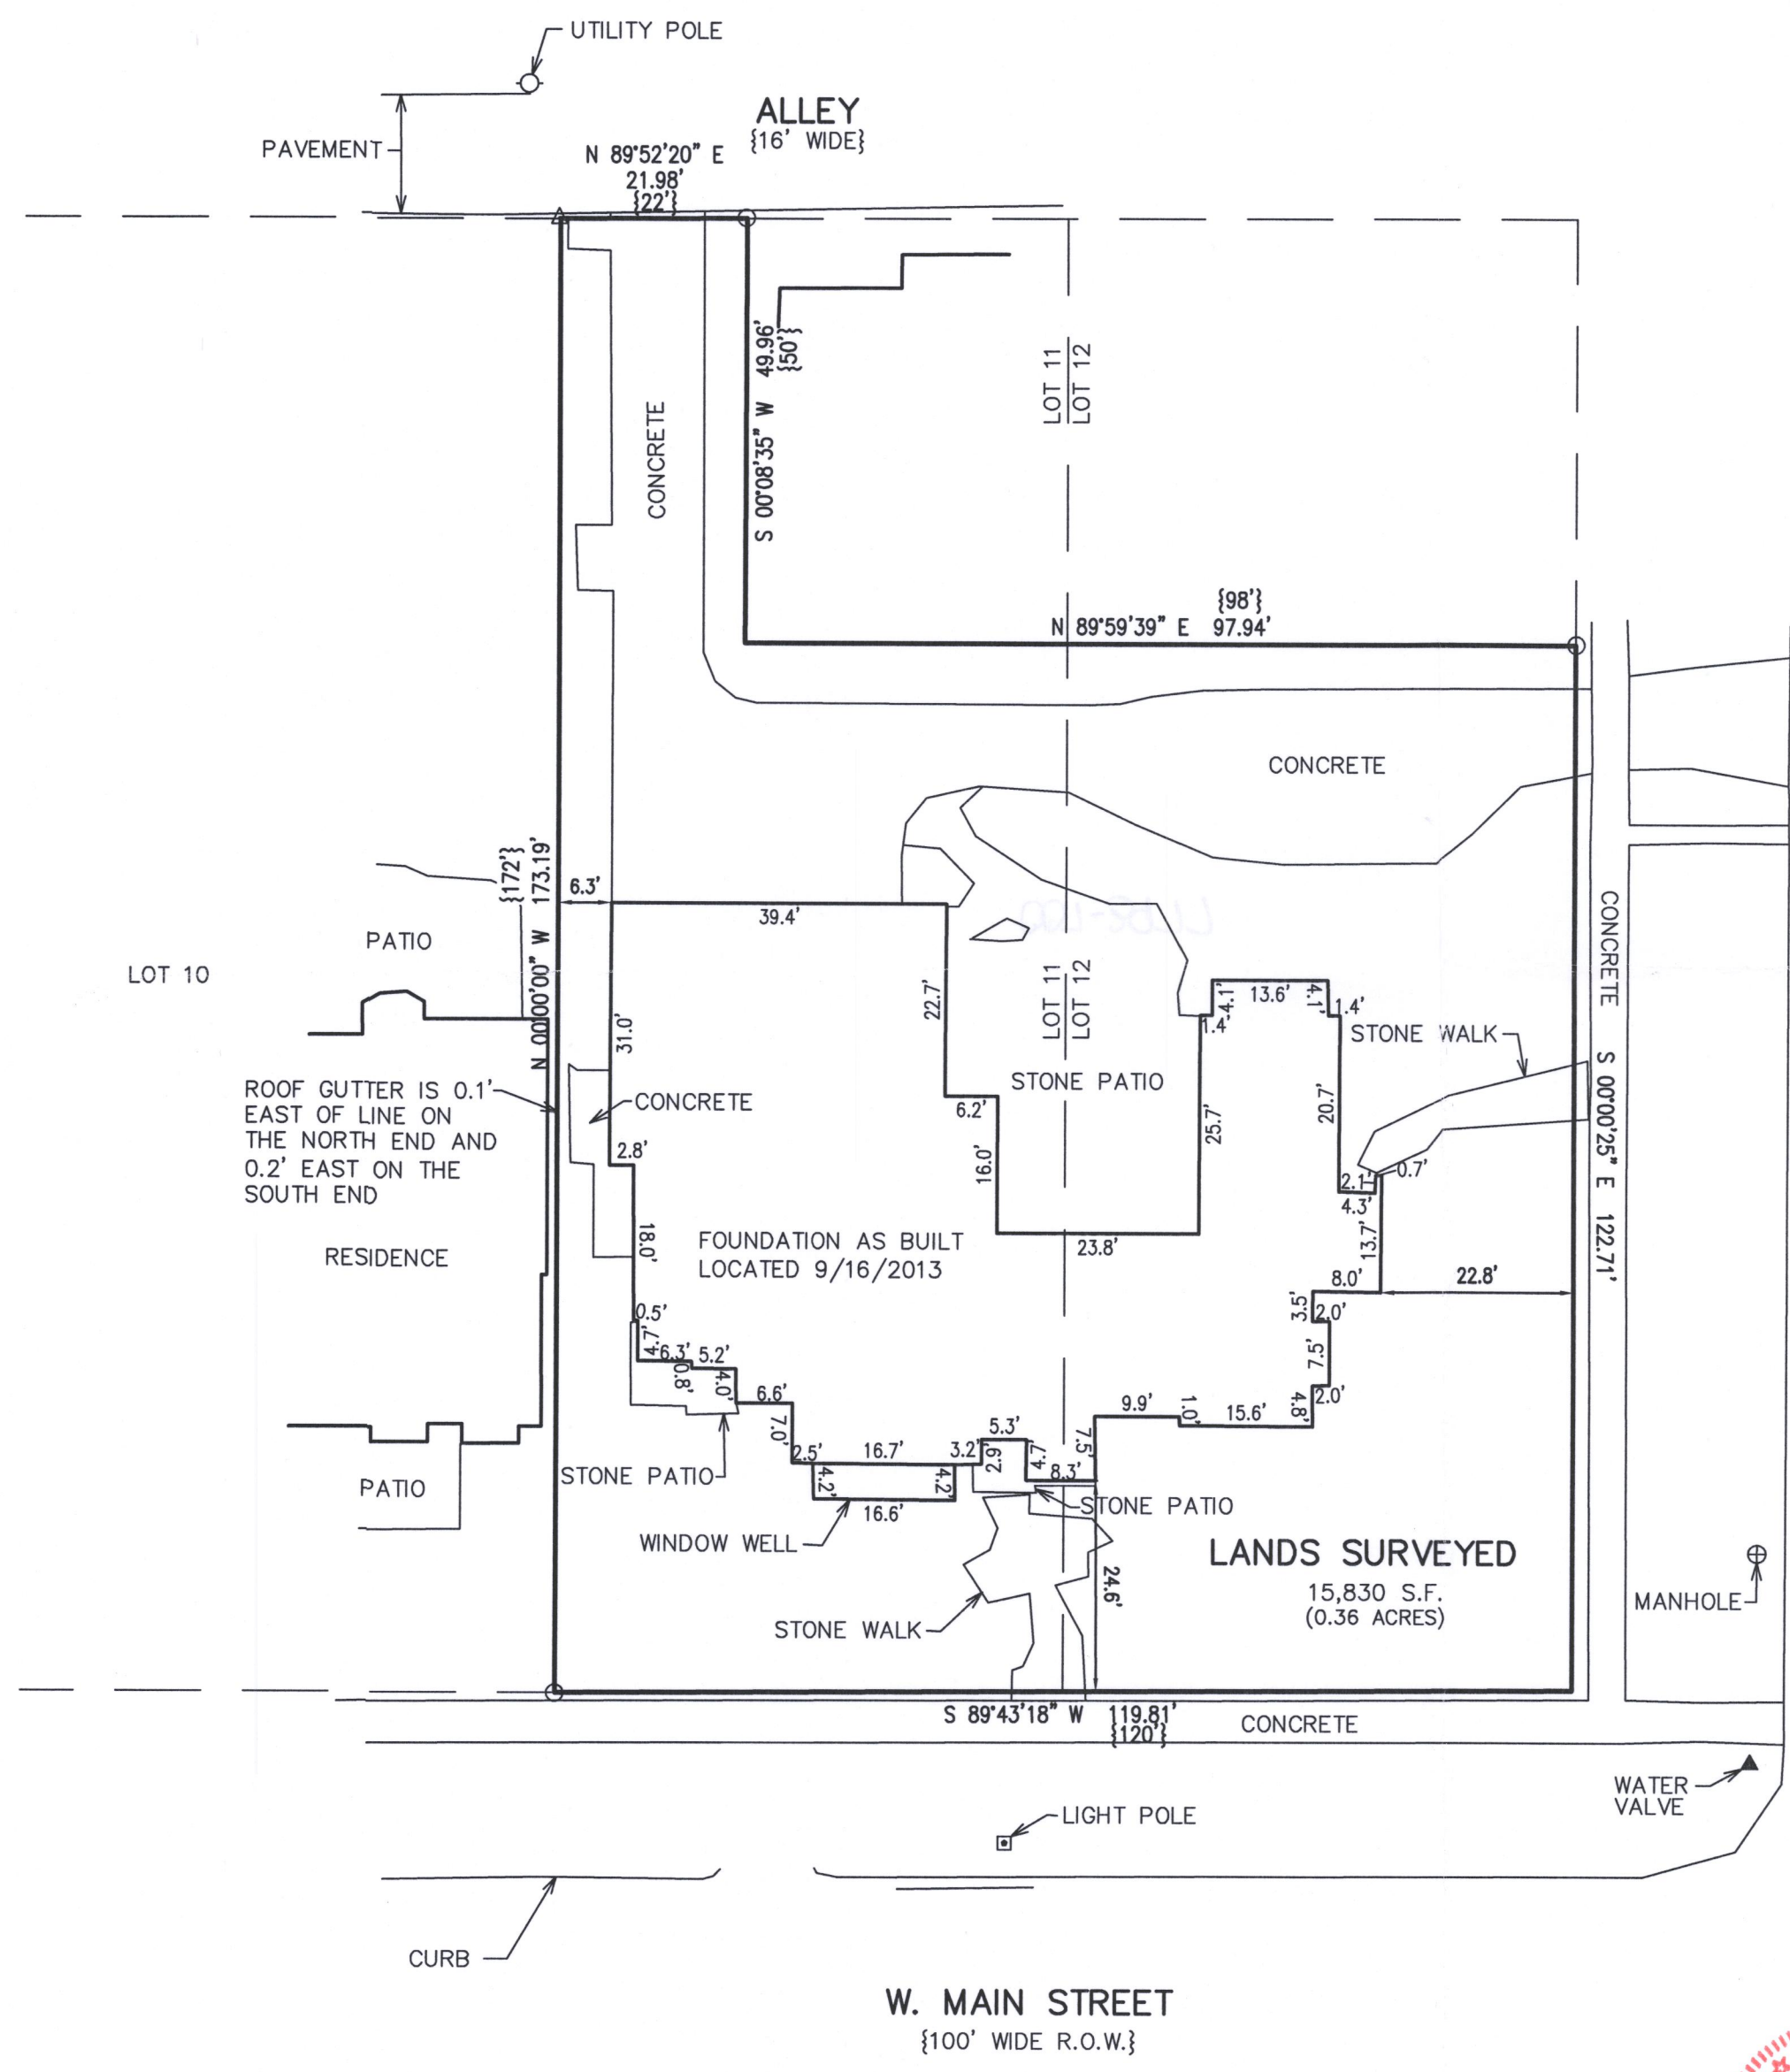 UTILITY POLE
ALLEY
{16' WIDE}
PAVEMENT
N 89°52'20" E
21.98'
{22'}
49.96'
{50'}
S 00°08'35" W
CONCRETE
LOT 11
LOT 12
{98'}
N 89°59'39" E 97.94'
CONCRETE
{172'}
173.19'
N 00°00'00" W
6.3'
39.4'
PATIO
LOT 10
22.7'
31.0'
LOT 11
LOT 12
4.1'
13.6'
4.1'
1.4'
1.4'
STONE WALK
CONCRETE
S 00°00'25" E 122.71'
STONE PATIO
ROOF GUTTER IS 0.1'
EAST OF LINE ON
THE NORTH END AND
0.2' EAST ON THE
SOUTH END
CONCRETE
6.2'
25.7'
20.7'
2.8'
16.0'
2.1'
0.7'
4.3'
13.7'
18.0'
FOUNDATION AS BUILT
LOCATED 9/16/2013
23.8'
RESIDENCE
8.0'
22.8'
3.5'
2.0'
0.5'
4.7'
6.3'
5.2'
0.8'
4.0'
7.5'
6.6'
9.9'
1.0'
15.6'
4.8'
2.0'
7.0'
2.5'
16.7'
3.2'
5.3'
2.9'
4.7'
7.5'
8.3'
4.2'
4.2'
16.6'
STONE PATIO
PATIO
STONE PATIO
WINDOW WELL
LANDS SURVEYED
15,830 S.F.
(0.36 ACRES)
24.6'
MANHOLE
STONE WALK
S 89°43'18" W 119.81'
{120'}
CONCRETE
WATER
VALVE
LIGHT POLE
CURB
W. MAIN STREET
{100' WIDE R.O.W.}